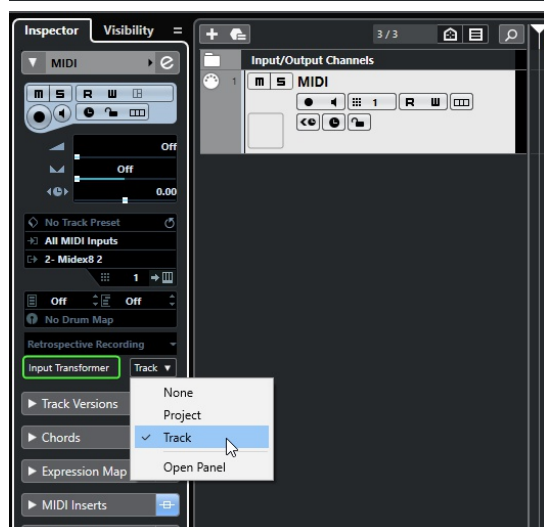 Inspector Visibility
3 / 3
Input/Output Channels
MIDI
1 m S MIDI
m S R W
1 R W
Off
Off
0.00
No Track Preset
All MIDI Inputs
2- Midex8 2
1
Off Off
No Drum Map
Retrospective Recording
Input Transformer Track
None
Project
Track
Open Panel
Track Versions
Chords
Expression Map
MIDI Inserts